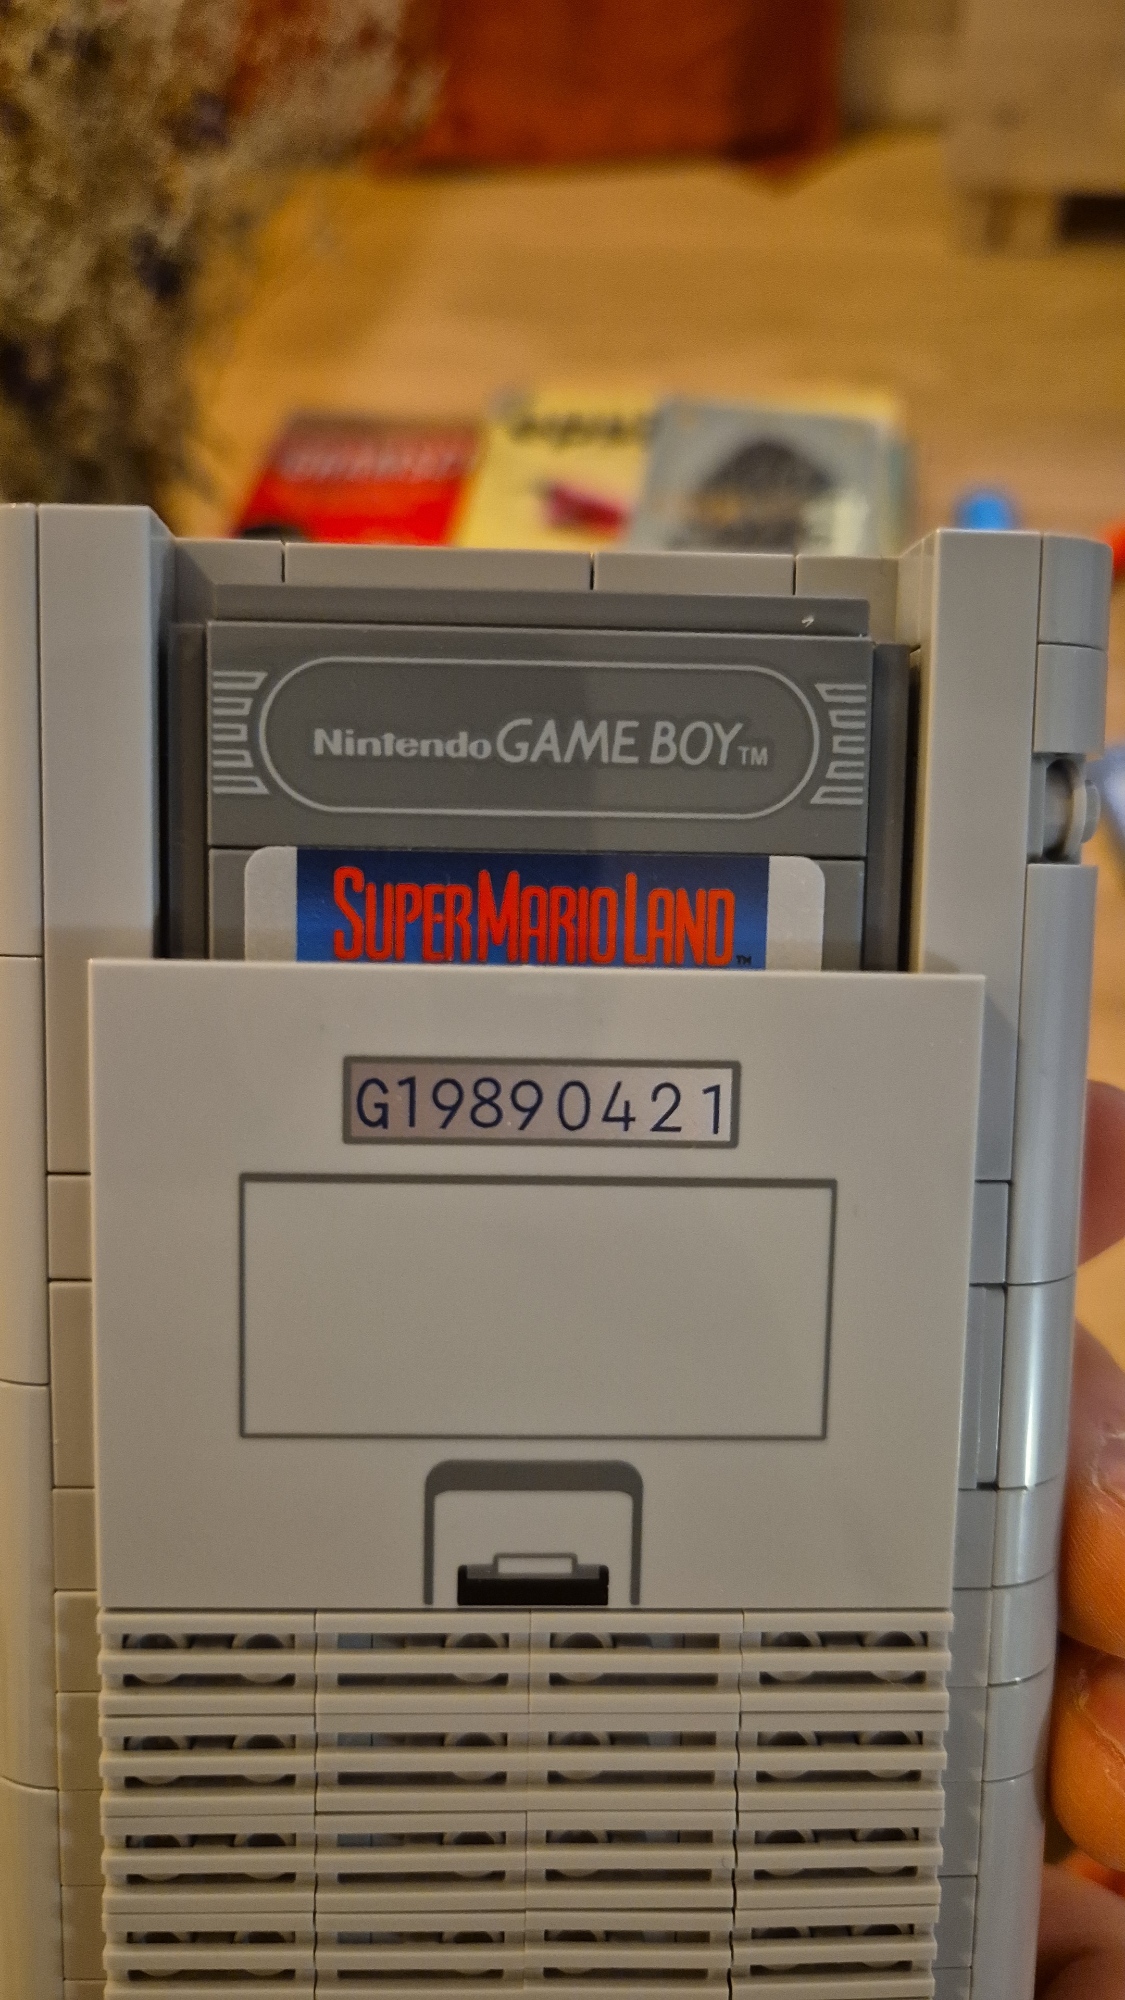 Nintendo GAME BOY™
SUPER MARIO LAND™
G19890421